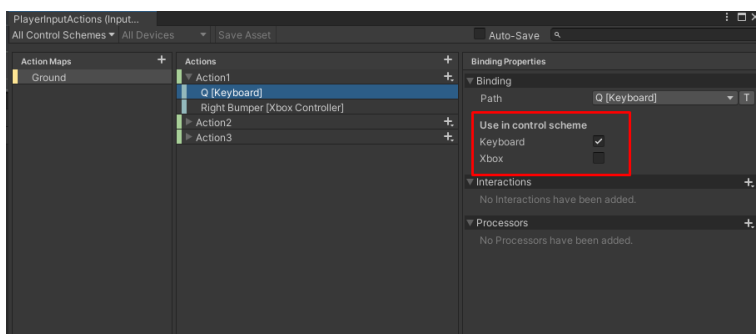 PlayerInputActions (Input...
All Control Schemes All Devices Save Asset Auto-Save
Action Maps
Ground
Actions
Action1
Q [Keyboard]
Right Bumper [Xbox Controller]
Action2
Action3
Binding Properties
Binding
Path Q [Keyboard] T
Use in control scheme
Keyboard
Xbox
Interactions
No Interactions have been added.
Processors
No Processors have been added.